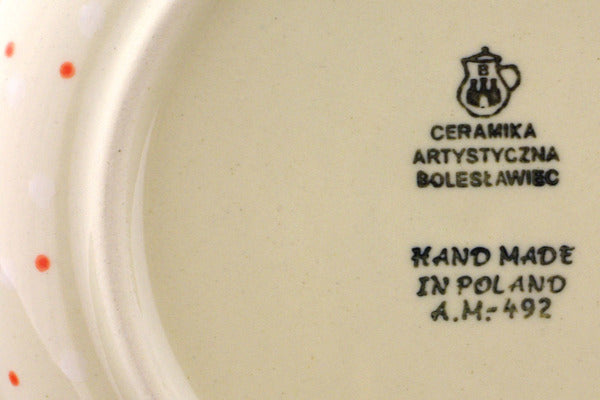 B
CERAMIKA
ARTYSTYCZNA
BOLESŁAWIEC
HAND MADE
IN POLAND
A.M.-492